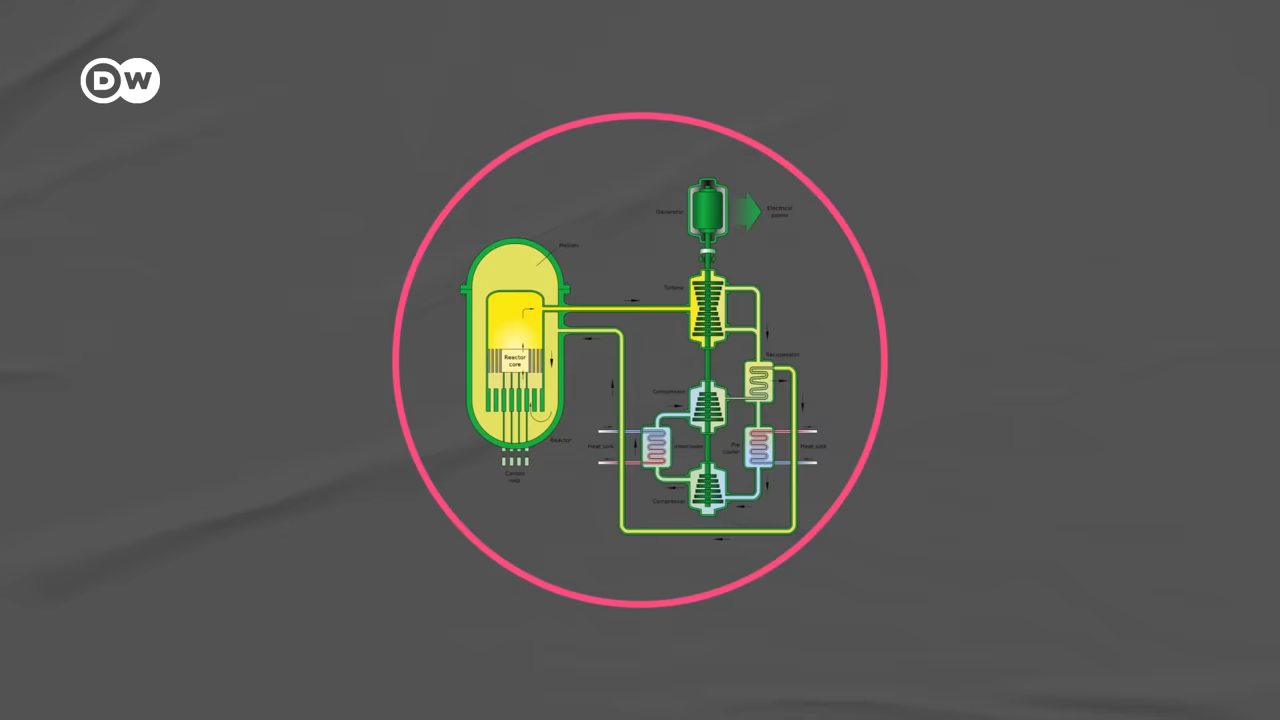 DW
Generator
Electrical
power
Helium
Turbine
Recuperator
Reactor
core
Compressor
Heat sink
Intercooler
Pre
cooler
Heat sink
Reactor
Control
rods
Compressor